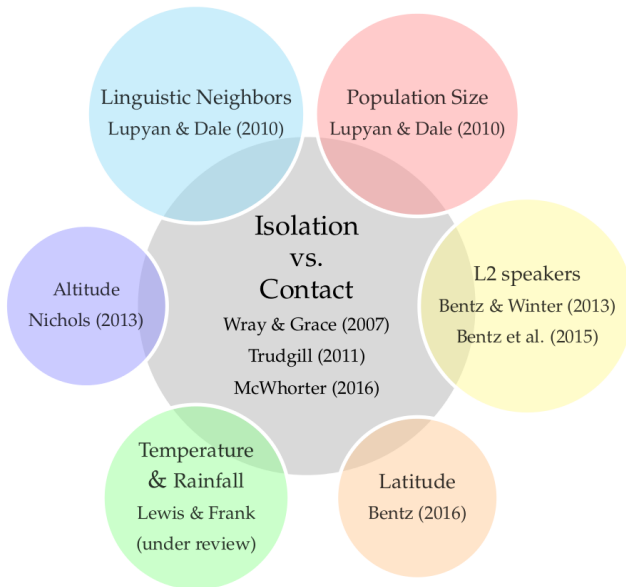 Linguistic Neighbors
Lupyan & Dale (2010)
Population Size
Lupyan & Dale (2010)
Isolation
vs.
Contact
Wray & Grace (2007)
Trudgill (2011)
McWhorter (2016)
L2 speakers
Bentz & Winter (2013)
Bentz et al. (2015)
Altitude
Nichols (2013)
Temperature
& Rainfall
Lewis & Frank
(under review)
Latitude
Bentz (2016)